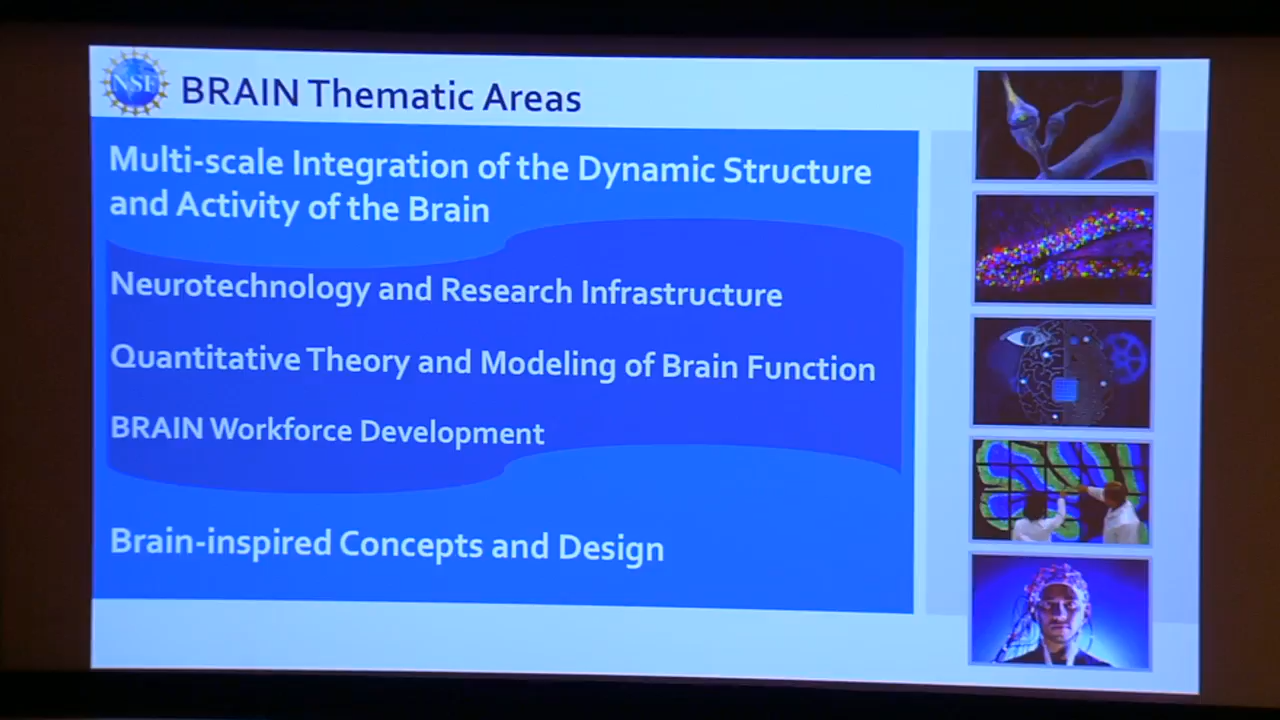 NSF
BRAIN Thematic Areas
Multi-scale Integration of the Dynamic Structure
and Activity of the Brain
Neurotechnology and Research Infrastructure
Quantitative Theory and Modeling of Brain Function
BRAIN Workforce Development
Brain-inspired Concepts and Design